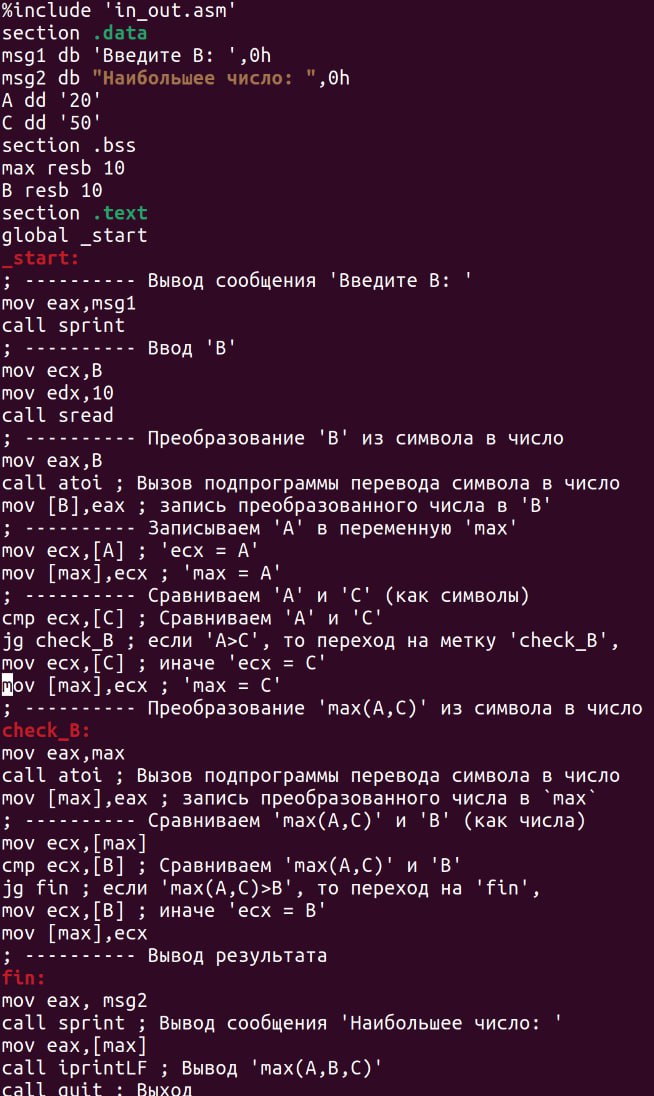 %include 'in_out.asm'
section .data
msg1 db 'Введите B: ',0h
msg2 db "Наибольшее число: ",0h
A dd '20'
C dd '50'
section .bss
max resb 10
B resb 10
section .text
global _start
_start:
; ---------- Вывод сообщения 'Введите B: '
mov eax,msg1
call sprint
; ---------- Ввод 'B'
mov ecx,B
mov edx,10
call sread
; ---------- Преобразование 'B' из символа в число
mov eax,B
call atoi ; Вызов подпрограммы перевода символа в число
mov [B],eax ; запись преобразованного числа в 'B'
; ---------- Записываем 'A' в переменную 'max'
mov ecx,[A] ; 'ecx = A'
mov [max],ecx ; 'max = A'
; ---------- Сравниваем 'A' и 'С' (как символы)
cmp ecx,[C] ; Сравниваем 'A' и 'С'
jg check_B ; если 'A>C', то переход на метку 'check_B',
mov ecx,[C] ; иначе 'ecx = C'
mov [max],ecx ; 'max = C'
; ---------- Преобразование 'max(A,C)' из символа в число
check_B:
mov eax,max
call atoi ; Вызов подпрограммы перевода символа в число
mov [max],eax ; запись преобразованного числа в `max`
; ---------- Сравниваем 'max(A,C)' и 'B' (как числа)
mov ecx,[max]
cmp ecx,[B] ; Сравниваем 'max(A,C)' и 'B'
jg fin ; если 'max(A,C)>B', то переход на 'fin',
mov ecx,[B] ; иначе 'ecx = B'
mov [max],ecx
; ---------- Вывод результата
fin:
mov eax, msg2
call sprint ; Вывод сообщения 'Наибольшее число: '
mov eax,[max]
call iprintLF ; Вывод 'max(A,B,C)'
call quit ; Выход